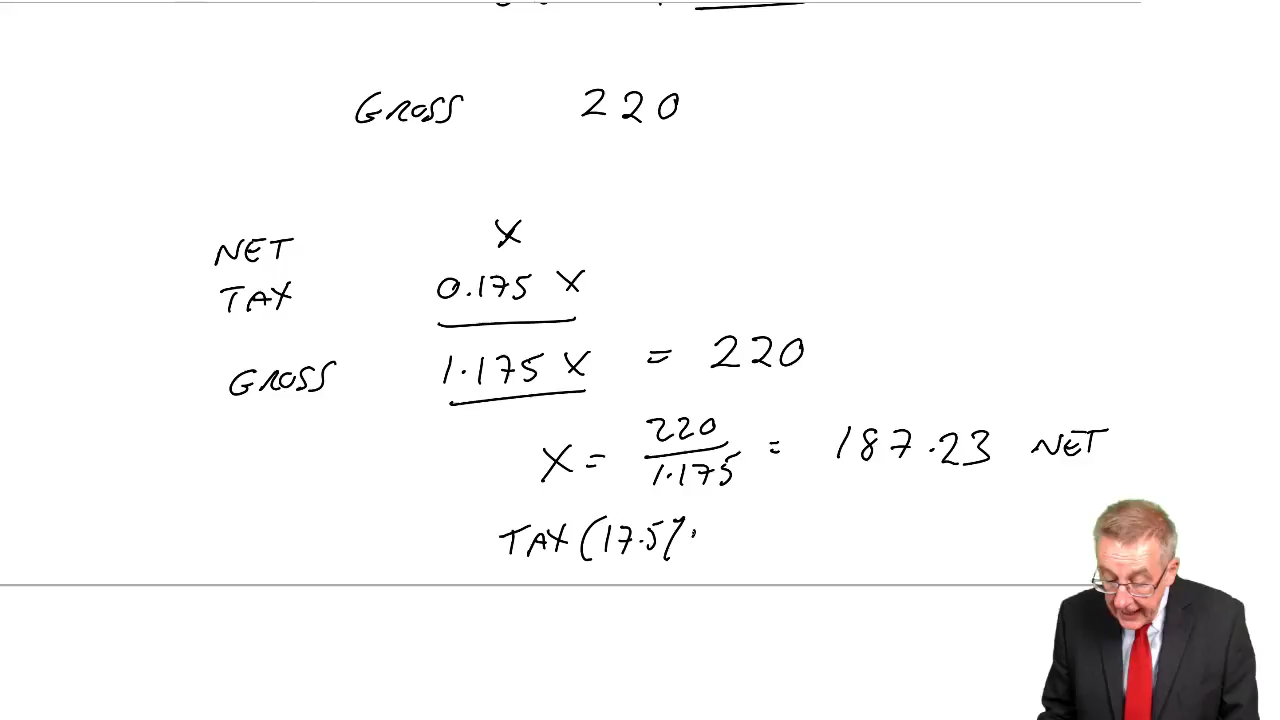 GROSS 220
NET X
TAX 0.175 X
GROSS 1.175 X = 220
X = 220/1.175 = 187.23 NET
TAX (17.5%